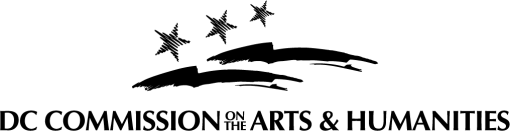 DC COMMISSION ON THE ARTS & HUMANITIES